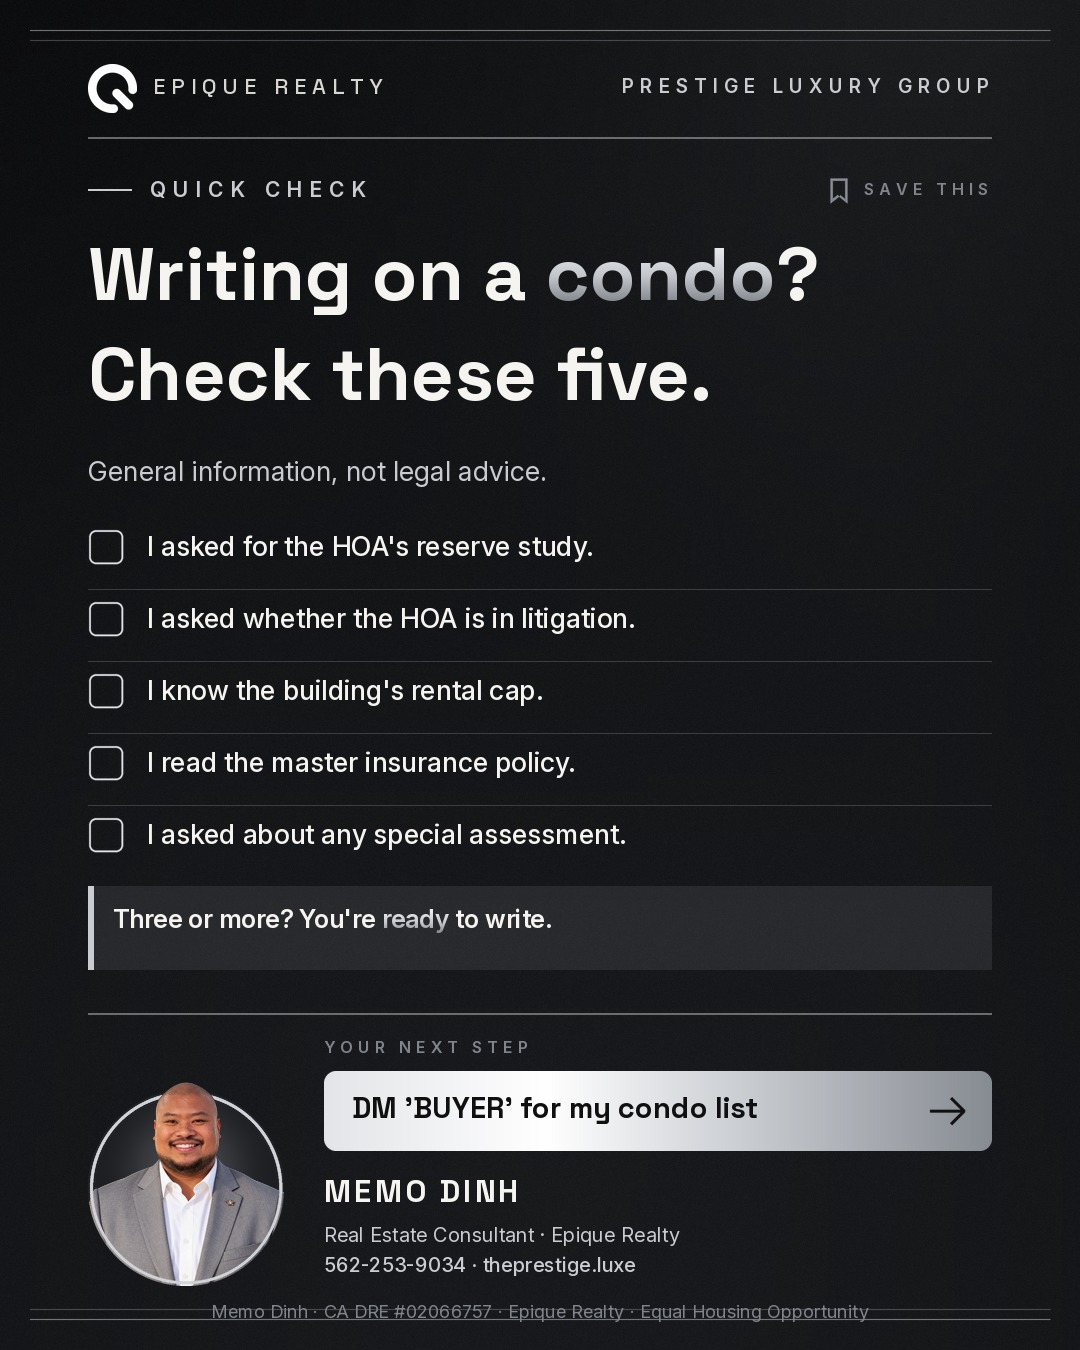 EPIQUE REALTY
PRESTIGE LUXURY GROUP
QUICK CHECK
SAVE THIS
Writing on a condo?
Check these five.
General information, not legal advice.
I asked for the HOA's reserve study.
I asked whether the HOA is in litigation.
I know the building's rental cap.
I read the master insurance policy.
I asked about any special assessment.
Three or more? You're ready to write.
YOUR NEXT STEP
DM ’BUYER’ for my condo list
MEMO DINH
Real Estate Consultant · Epique Realty
562-253-9034 · theprestige.luxe
Memo Dinh · CA DRE #02066757 · Epique Realty · Equal Housing Opportunity